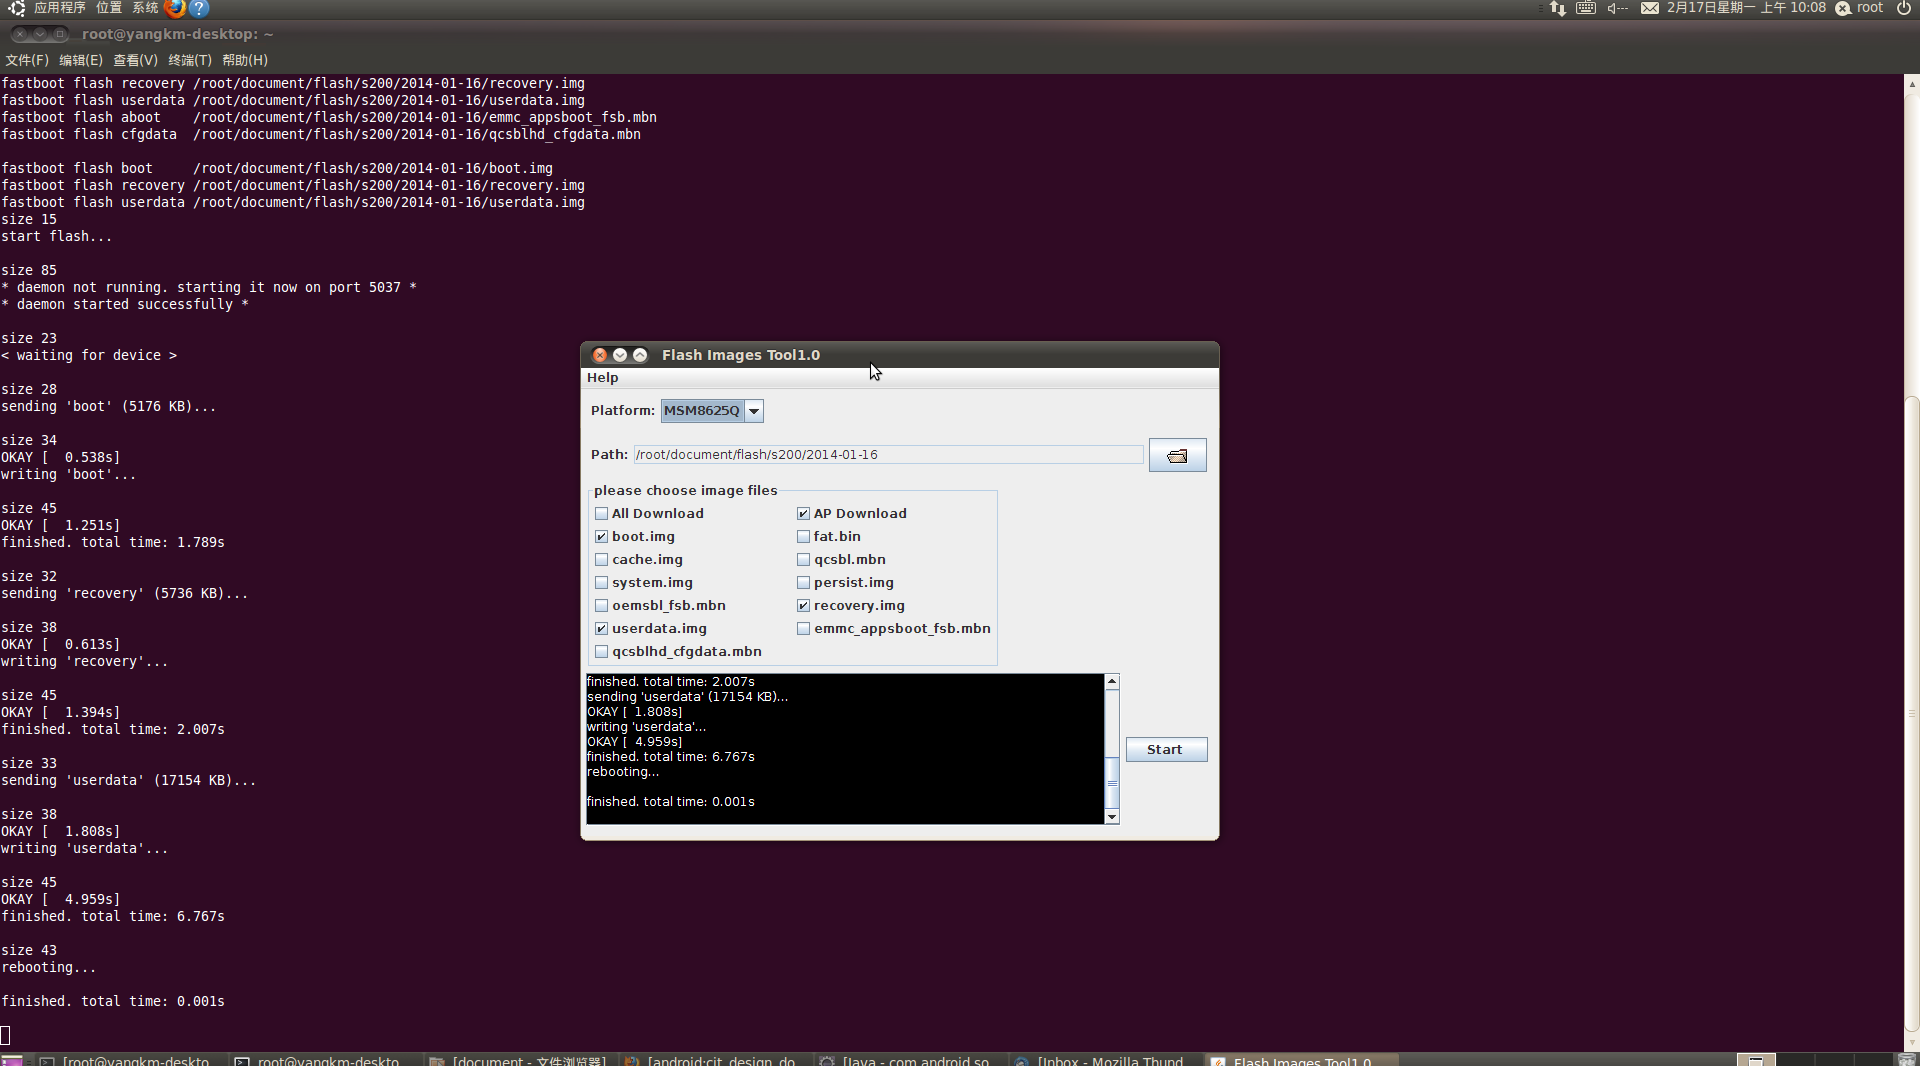 应用程序 位置 系统
2月17日星期一 上午 10:08 root
root@yangkm-desktop: ~
文件(F) 编辑(E) 查看(V) 终端(T) 帮助(H)
fastboot flash recovery /root/document/flash/s200/2014-01-16/recovery.img
fastboot flash userdata /root/document/flash/s200/2014-01-16/userdata.img
fastboot flash aboot    /root/document/flash/s200/2014-01-16/emmc_appsboot_fsb.mbn
fastboot flash cfgdata  /root/document/flash/s200/2014-01-16/qcsblhd_cfgdata.mbn
fastboot flash boot     /root/document/flash/s200/2014-01-16/boot.img
fastboot flash recovery /root/document/flash/s200/2014-01-16/recovery.img
fastboot flash userdata /root/document/flash/s200/2014-01-16/userdata.img
size 15
start flash...
size 85
* daemon not running. starting it now on port 5037 *
* daemon started successfully *
size 23
< waiting for device >
size 28
sending 'boot' (5176 KB)...
size 34
OKAY [  0.538s]
writing 'boot'...
size 45
OKAY [  1.251s]
finished. total time: 1.789s
size 32
sending 'recovery' (5736 KB)...
size 38
OKAY [  0.613s]
writing 'recovery'...
size 45
OKAY [  1.394s]
finished. total time: 2.007s
size 33
sending 'userdata' (17154 KB)...
size 38
OKAY [  1.808s]
writing 'userdata'...
size 45
OKAY [  4.959s]
finished. total time: 6.767s
size 43
rebooting...
finished. total time: 0.001s
Flash Images Tool1.0
Help
Platform: MSM8625Q
Path: /root/document/flash/s200/2014-01-16
please choose image files
All Download AP Download
boot.img fat.bin
cache.img qcsbl.mbn
system.img persist.img
oemsbl_fsb.mbn recovery.img
userdata.img emmc_appsboot_fsb.mbn
qcsblhd_cfgdata.mbn
finished. total time: 2.007s
sending 'userdata' (17154 KB)...
OKAY [  1.808s]
writing 'userdata'...
OKAY [  4.959s]
finished. total time: 6.767s
rebooting...
finished. total time: 0.001s
Start
[root@yangkm-deskto root@yangkm-deskto [document - 文件浏览器] [android:cit_design_do [Java - com.android.so [Inbox - Mozilla Thund Flash Images Tool1.0